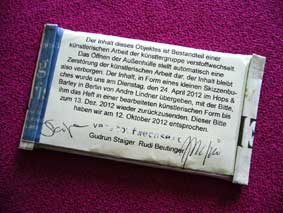 Der Inhalt dieses Objektes ist Bestandteil einer
künstlerischen Arbeit der künstlergruppe verstoffwechselt.
Das Öffnen der Außenhülle stellt automatisch eine
Zerstörung der künstlerischen Arbeit dar, der Inhalt bleibt
also verborgen. Der Inhalt, in Form eines kleinen Skizzenbu-
ches wurde uns am Dienstag, den 24. April 2012 im Hops &
Barley in Berlin von Andre Lindner übergeben, mit der Bitte,
ihm das Heft in einer bearbeiteten künstlerischen Form bis
zum 13. Dez. 2012 wieder zurückzusenden. Dieser Bitte
haben wir am 12. Oktober 2012 entsprochen.
Gudrun Staiger Rudi Beutinger